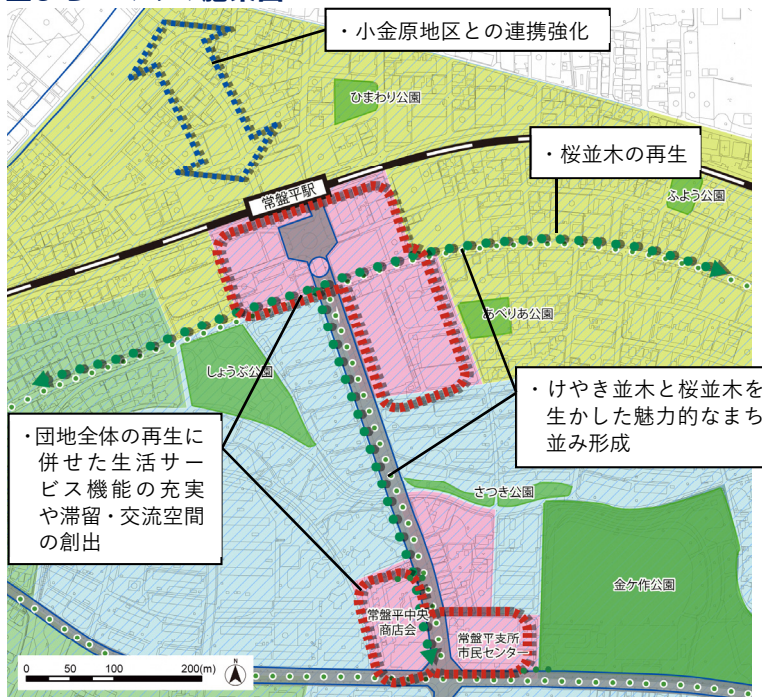 ・小金原地区との連携強化
ひまわり公園
・桜並木の再生
常盤平駅
ふよう公園
あべりあ公園
しょうぶ公園
・けやき並木と桜並木を
生かした魅力的なまち
並み形成
・団地全体の再生に
併せた生活サー
ビス機能の充実
や滞留・交流空間
の創出
さつき公園
金ケ作公園
常盤平中央
商店会
常盤平支所
市民センター
0 50 100 200(m)
N